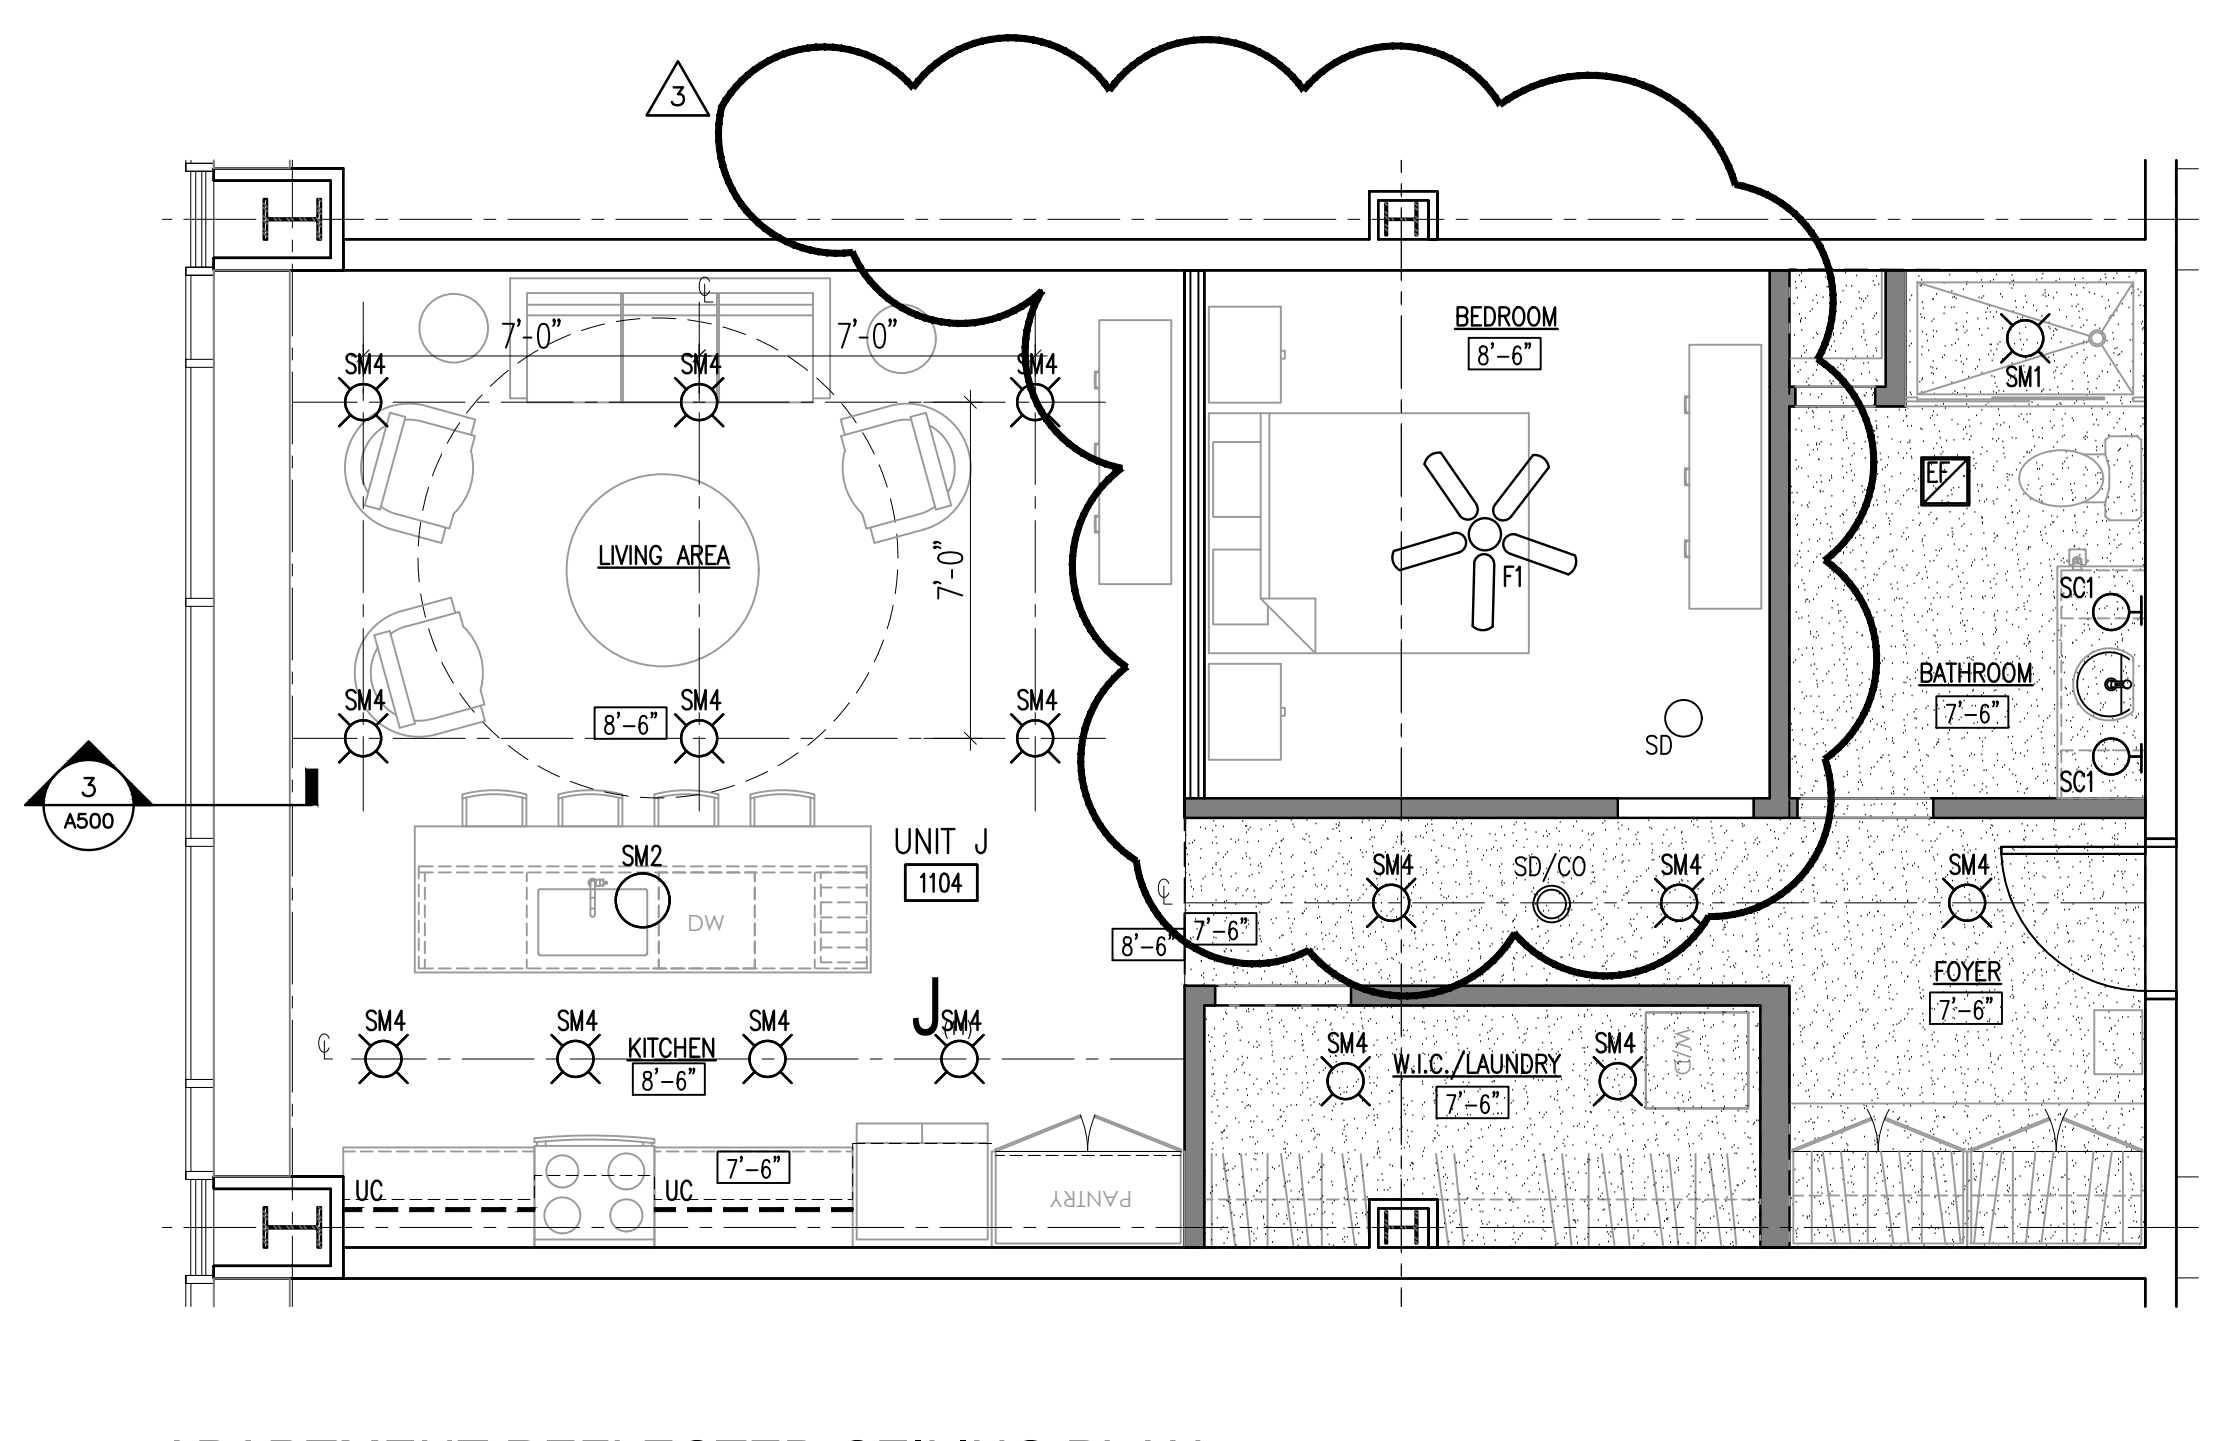 3
℄
7'-0"
7'-0"
SM4
SM4
SM4
BEDROOM
8'-6"
SM1
EF
LIVING AREA
7'-0"
F1
SC1
BATHROOM
7'-6"
SM4
8'-6"
SM4
SM4
SD
SC1
3
A500
UNIT J
1104
SM2
DW
SM4
SD/CO
SM4
SM4
℄
7'-6"
8'-6"
FOYER
7'-6"
J
SM4
SM4
SM4
SM4
℄
KITCHEN
8'-6"
SM4
SM4
W/D
W.I.C./LAUNDRY
7'-6"
7'-6"
UC
UC
PANTRY